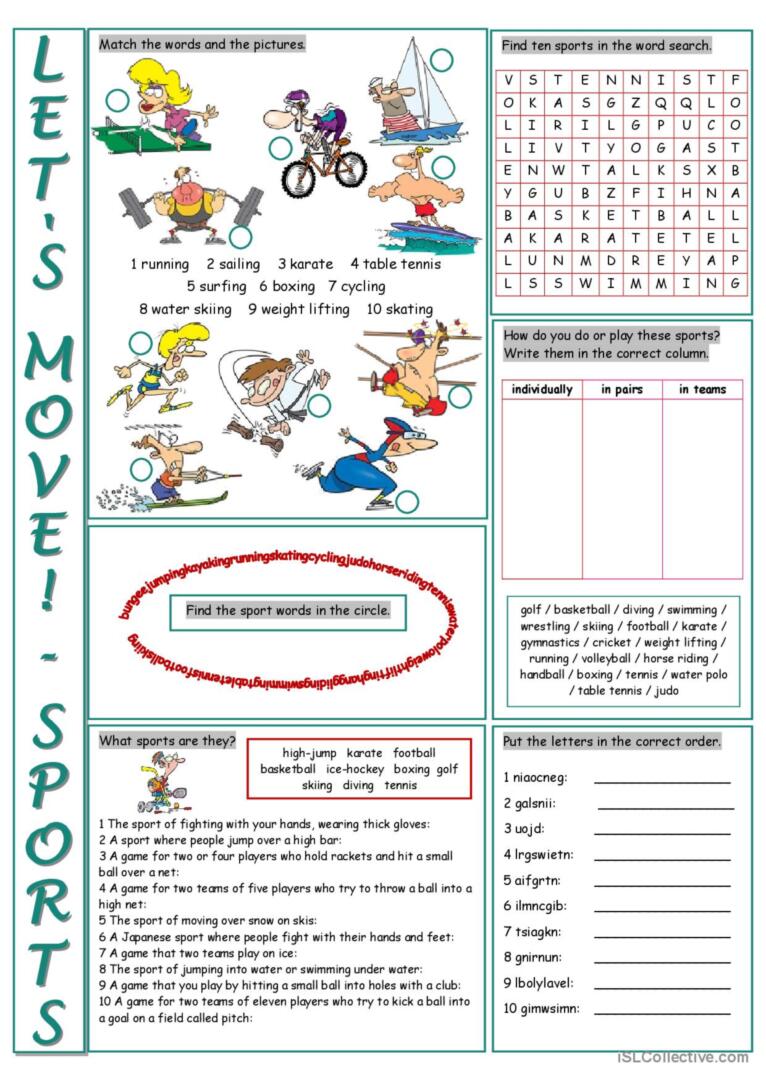 LET'S MOVE! - SPORTS
Match the words and the pictures.
1 running 2 sailing 3 karate 4 table tennis
5 surfing 6 boxing 7 cycling
8 water skiing 9 weight lifting 10 skating
Find ten sports in the word search.
V S T E N N I S T F
O K A S G Z Q Q L O
L I R I L G P U C O
L I V T Y O G A S T
E N W T A L K S X B
Y G U B Z F I H N A
B A S K E T B A L L
A K A R A T E T E L
L U N M D R E Y A P
L S S W I M M I N G
How do you do or play these sports?
Write them in the correct column.
individually in pairs in teams
golf / basketball / diving / swimming /
wrestling / skiing / football / karate /
gymnastics / cricket / weight lifting /
running / volleyball / horse riding /
handball / boxing / tennis / water polo
/ table tennis / judo
bungeejumpingkayakingrunningskatingcyclingjudohorseridingtenniswaterpoloweightliftinghangglidingswimmingtabletennisfootballskiing
Find the sport words in the circle.
What sports are they?
high-jump karate football
basketball ice-hockey boxing golf
skiing diving tennis
1 The sport of fighting with your hands, wearing thick gloves:
2 A sport where people jump over a high bar:
3 A game for two or four players who hold rackets and hit a small
ball over a net:
4 A game for two teams of five players who try to throw a ball into a
high net:
5 The sport of moving over snow on skis:
6 A Japanese sport where people fight with their hands and feet:
7 A game that two teams play on ice:
8 The sport of jumping into water or swimming under water:
9 A game that you play by hitting a small ball into holes with a club:
10 A game for two teams of eleven players who try to kick a ball into
a goal on a field called pitch:
Put the letters in the correct order.
1 niaocneg:
2 galsnii:
3 uojd:
4 lrgswietn:
5 aifgrtn:
6 ilmncgib:
7 tsiagkn:
8 gnirnun:
9 lbolylavel:
10 gimwsimn:
iSLCollective.com